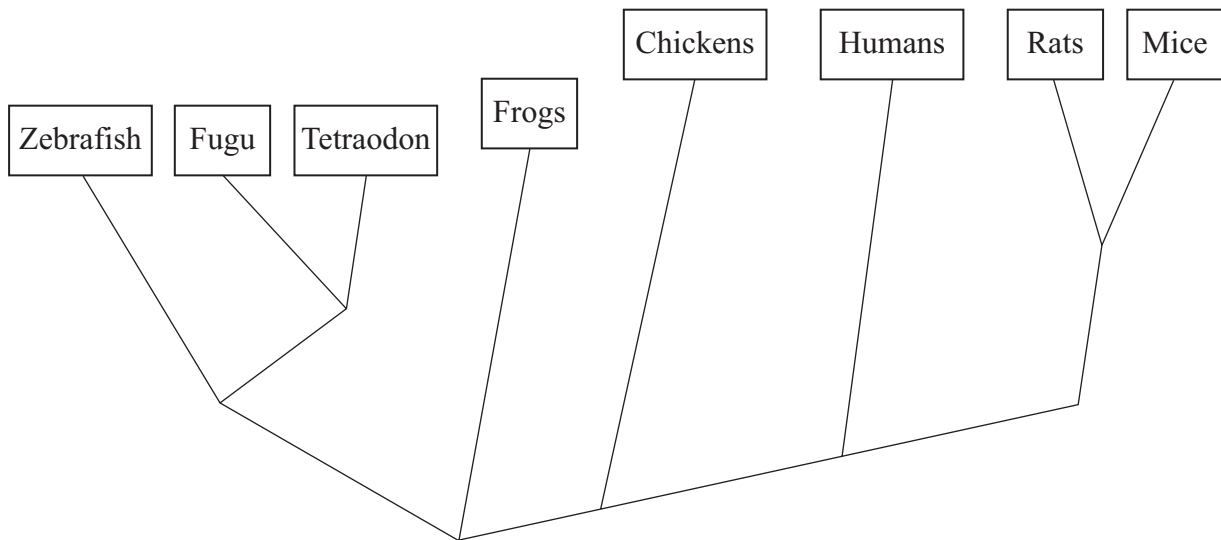 Chickens
Humans
Rats
Mice
Frogs
Zebrafish
Fugu
Tetraodon